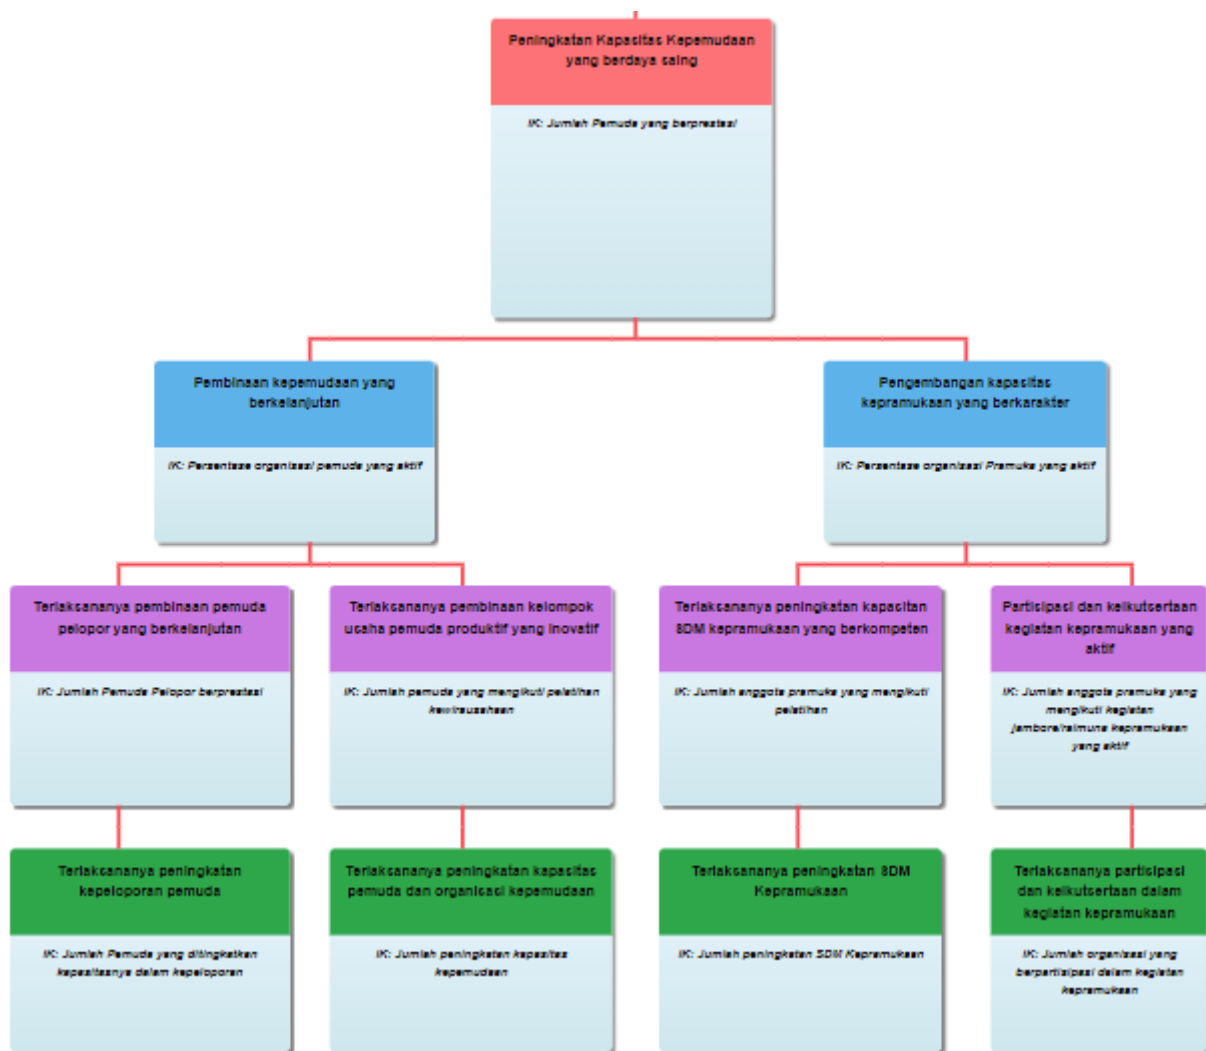 Peningkatan Kapasitas Kepemudaan
yang berdaya saing
IK: Jumlah Pemuda yang berprestasi
Pembinaan kepemudaan yang
berkelanjutan
IK: Persentase organisasi pemuda yang aktif
Pengembangan kapasitas
kepramukaan yang berkarakter
IK: Persentase organisasi Pramuka yang aktif
Terlaksananya pembinaan pemuda
pelopor yang berkelanjutan
IK: Jumlah Pemuda Pelopor berprestasi
Terlaksananya pembinaan kelompok
usaha pemuda produktif yang inovatif
IK: Jumlah pemuda yang mengikuti pelatihan
kewirausahaan
Terlaksananya peningkatan kapasitan
SDM kepramukaan yang berkompeten
IK: Jumlah anggota pramuka yang mengikuti
pelatihan
Partisipasi dan keikutsertaan
kegiatan kepramukaan yang
aktif
IK: Jumlah anggota pramuka yang
mengikuti kegiatan
jambore/raimuna kepramukaan
yang aktif
Terlaksananya peningkatan
kepeloporan pemuda
IK: Jumlah Pemuda yang ditingkatkan
kapasitasnya dalam kepeloporan
Terlaksananya peningkatan kapasitas
pemuda dan organisasi kepemudaan
IK: Jumlah peningkatan kapasitas
kepemudaan
Terlaksananya peningkatan SDM
Kepramukaan
IK: Jumlah peningkatan SDM Kepramukaan
Terlaksananya partisipasi
dan keikutsertaan dalam
kegiatan kepramukaan
IK: Jumlah organisasi yang
berpartisipasi dalam kegiatan
kepramukaan